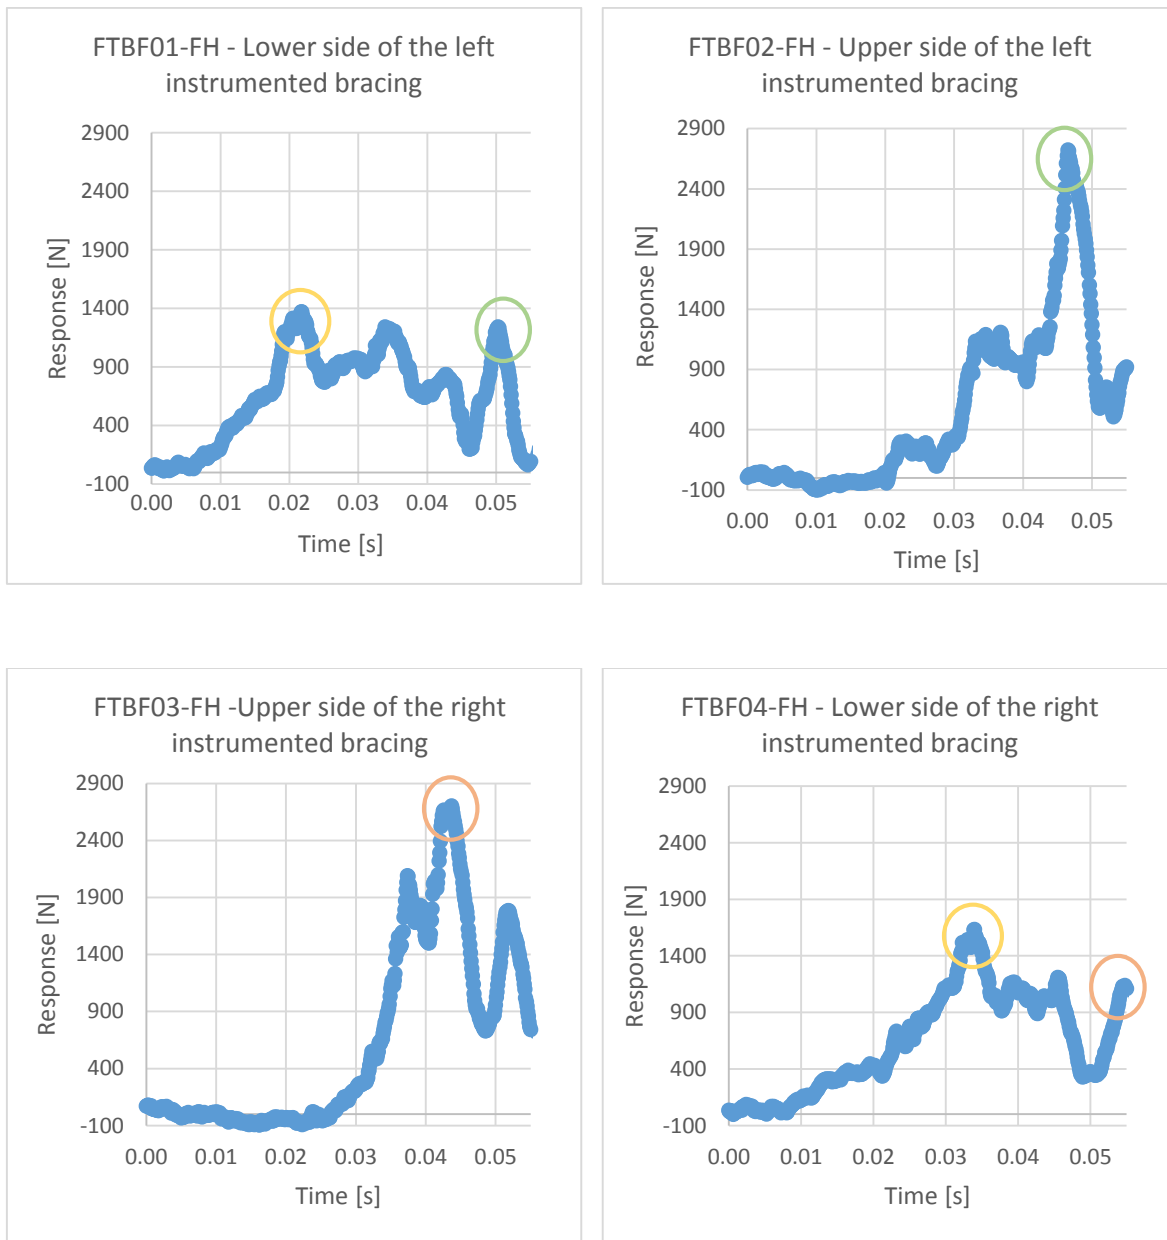 FTBF01-FH - Lower side of the left
instrumented bracing
2900
2400
1900
1400
900
400
-100
0.00 0.01 0.02 0.03 0.04 0.05
Response [N]
Time [s]
FTBF02-FH - Upper side of the left
instrumented bracing
2900
2400
1900
1400
900
400
-100
0.00 0.01 0.02 0.03 0.04 0.05
Response [N]
Time [s]
FTBF03-FH -Upper side of the right
instrumented bracing
2900
2400
1900
1400
900
400
-100
0.00 0.01 0.02 0.03 0.04 0.05
Response [N]
Time [s]
FTBF04-FH - Lower side of the right
instrumented bracing
2900
2400
1900
1400
900
400
-100
0.00 0.01 0.02 0.03 0.04 0.05
Response [N]
Time [s]